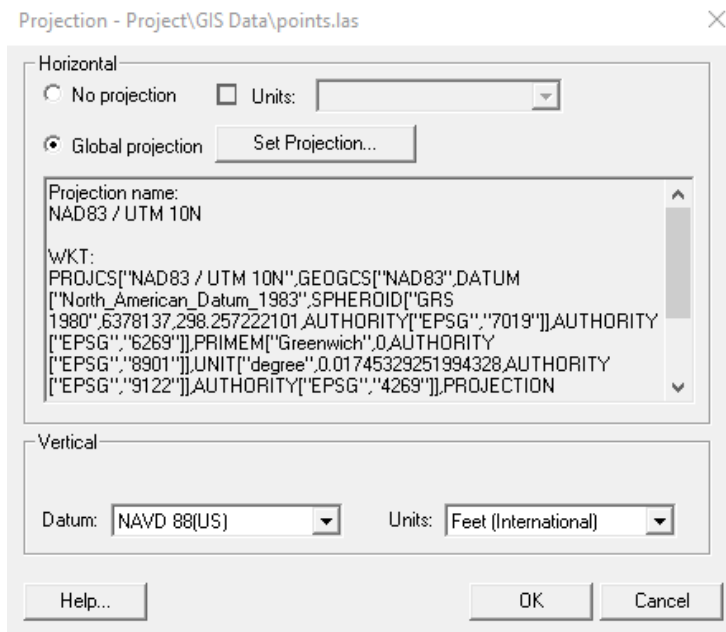 Projection - Project\GIS Data\points.las
Horizontal
No projection Units:
Global projection Set Projection...
Projection name:
NAD83 / UTM 10N
WKT:
PROJCS["NAD83 / UTM 10N",GEOGCS["NAD83",DATUM
["North_American_Datum_1983",SPHEROID["GRS
1980",6378137,298.257222101,AUTHORITY["EPSG","7019"]],AUTHORITY
["EPSG","6269"]],PRIMEM["Greenwich",0,AUTHORITY
["EPSG","8901"]],UNIT["degree",0.01745329251994328,AUTHORITY
["EPSG","9122"]],AUTHORITY["EPSG","4269"]],PROJECTION
Vertical
Datum: NAVD 88(US) Units: Feet (International)
Help... OK Cancel